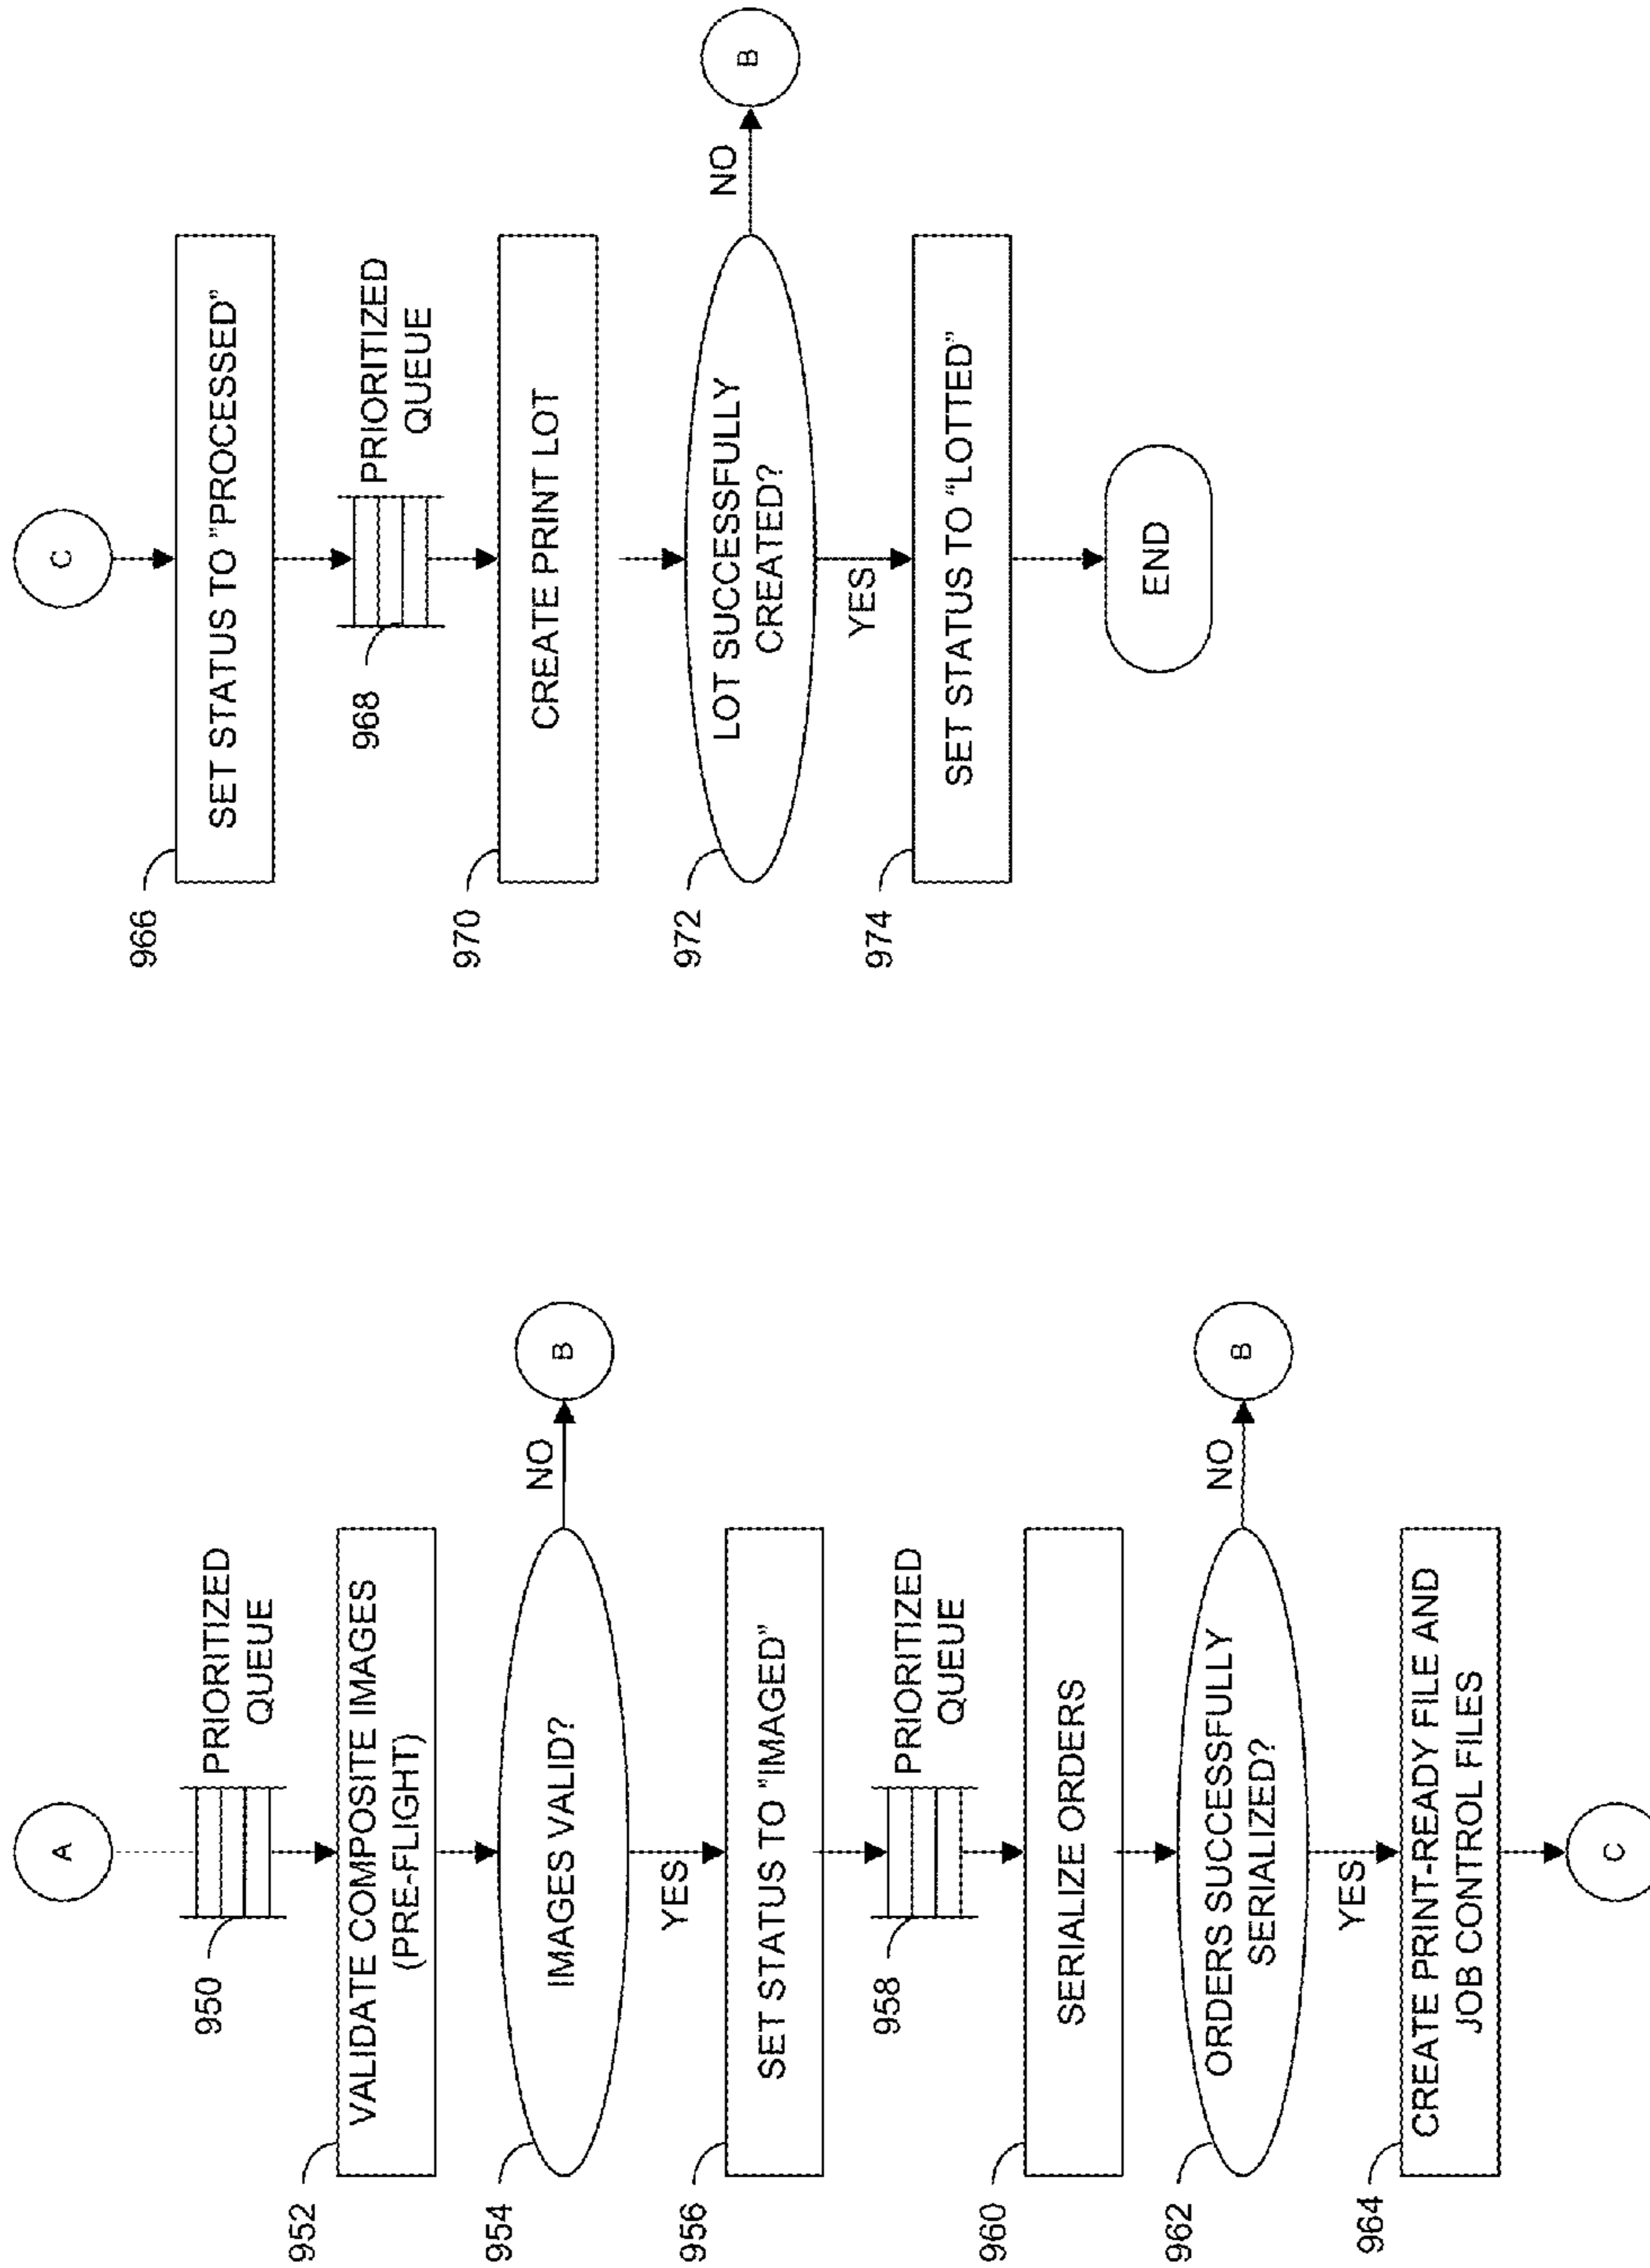 A
950
PRIORITIZED
QUEUE
952
VALIDATE COMPOSITE IMAGES
(PRE-FLIGHT)
954
IMAGES VALID?
NO
B
YES
956
SET STATUS TO "IMAGED"
958
PRIORITIZED
QUEUE
960
SERIALIZE ORDERS
962
ORDERS SUCCESSFULLY
SERIALIZED?
NO
B
YES
964
CREATE PRINT-READY FILE AND
JOB CONTROL FILES
C
C
966
SET STATUS TO "PROCESSED"
968
PRIORITIZED
QUEUE
970
CREATE PRINT LOT
972
LOT SUCCESSFULLY
CREATED?
NO
B
YES
974
SET STATUS TO "LOTTED"
END